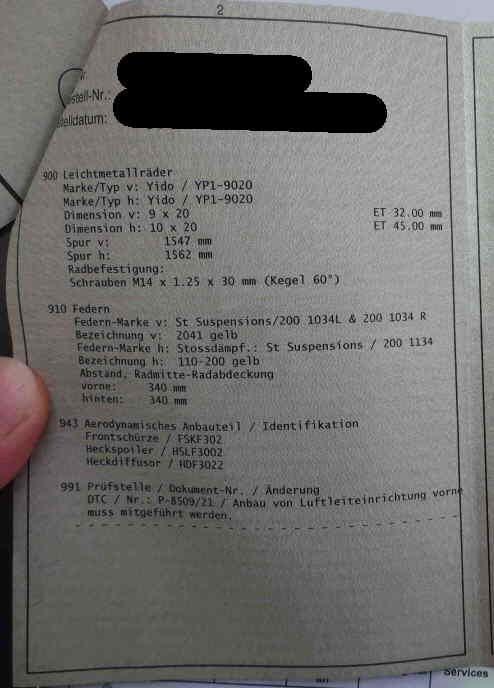 2
stell-Nr.:
elldatum:
900 Leichtmetallräder
Marke/Typ v: Yido / YP1-9020
Marke/Typ h: Yido / YP1-9020
Dimension v: 9 x 20 ET 32.00 mm
Dimension h: 10 x 20 ET 45.00 mm
Spur v: 1547 mm
Spur h: 1562 mm
Radbefestigung:
Schrauben M14 x 1.25 x 30 mm (Kegel 60°)
910 Federn
Federn-Marke v: St Suspensions/200 1034L & 200 1034 R
Bezeichnung v: 2041 gelb
Federn-Marke h: Stossdämpf.: St Suspensions / 200 1134
Bezeichnung h: 110-200 gelb
Abstand, Radmitte-Radabdeckung
vorne: 340 mm
hinten: 340 mm
943 Aerodynamisches Anbauteil / Identifikation
Frontschürze / FSKF302
Heckspoiler / HSLF3002
Heckdiffusor / HDF3022
991 Prüfstelle / Dokument-Nr. / Änderung
DTC / Nr.: P-8509/21 / Anbau von Luftleiteinrichtung vorne
muss mitgeführt werden.
Services